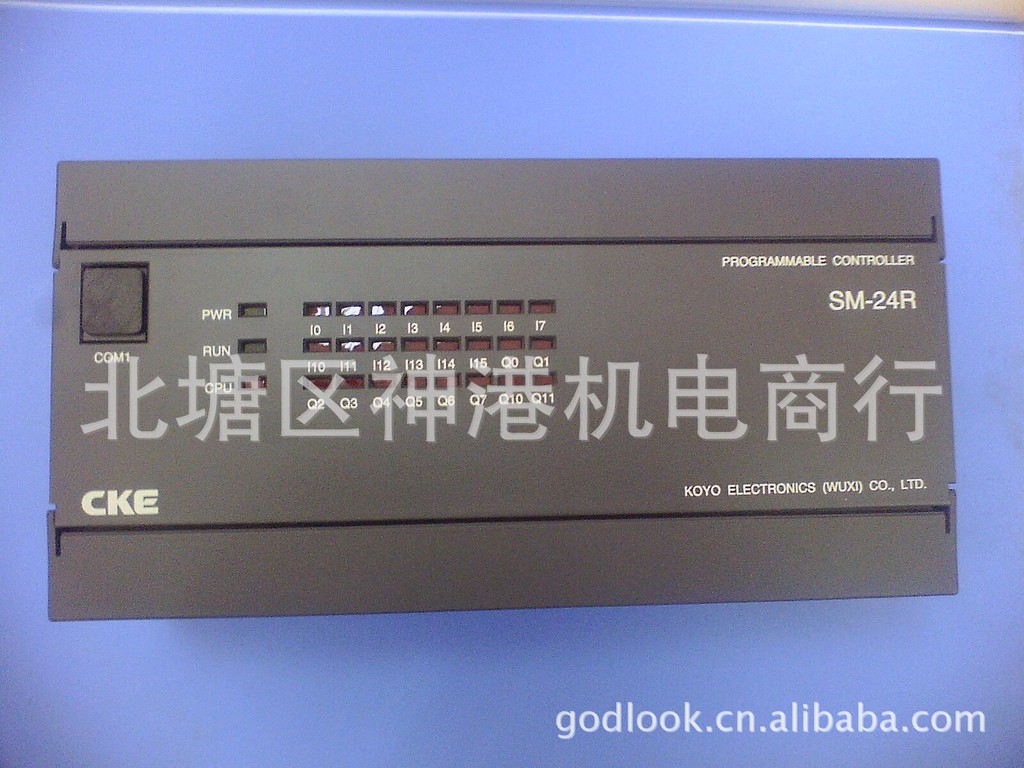 PROGRAMMABLE CONTROLLER
SM-24R
COM1
PWR
I0 I1 I2 I3 I4 I5 I6 I7
RUN
I10 I11 I12 I13 I14 I15 Q0 Q1
CPU
Q2 Q3 Q4 Q5 Q6 Q7 Q10 Q11
北塘区神港机电商行
CKE
KOYO ELECTRONICS (WUXI) CO., LTD.
godlook.cn.alibaba.com